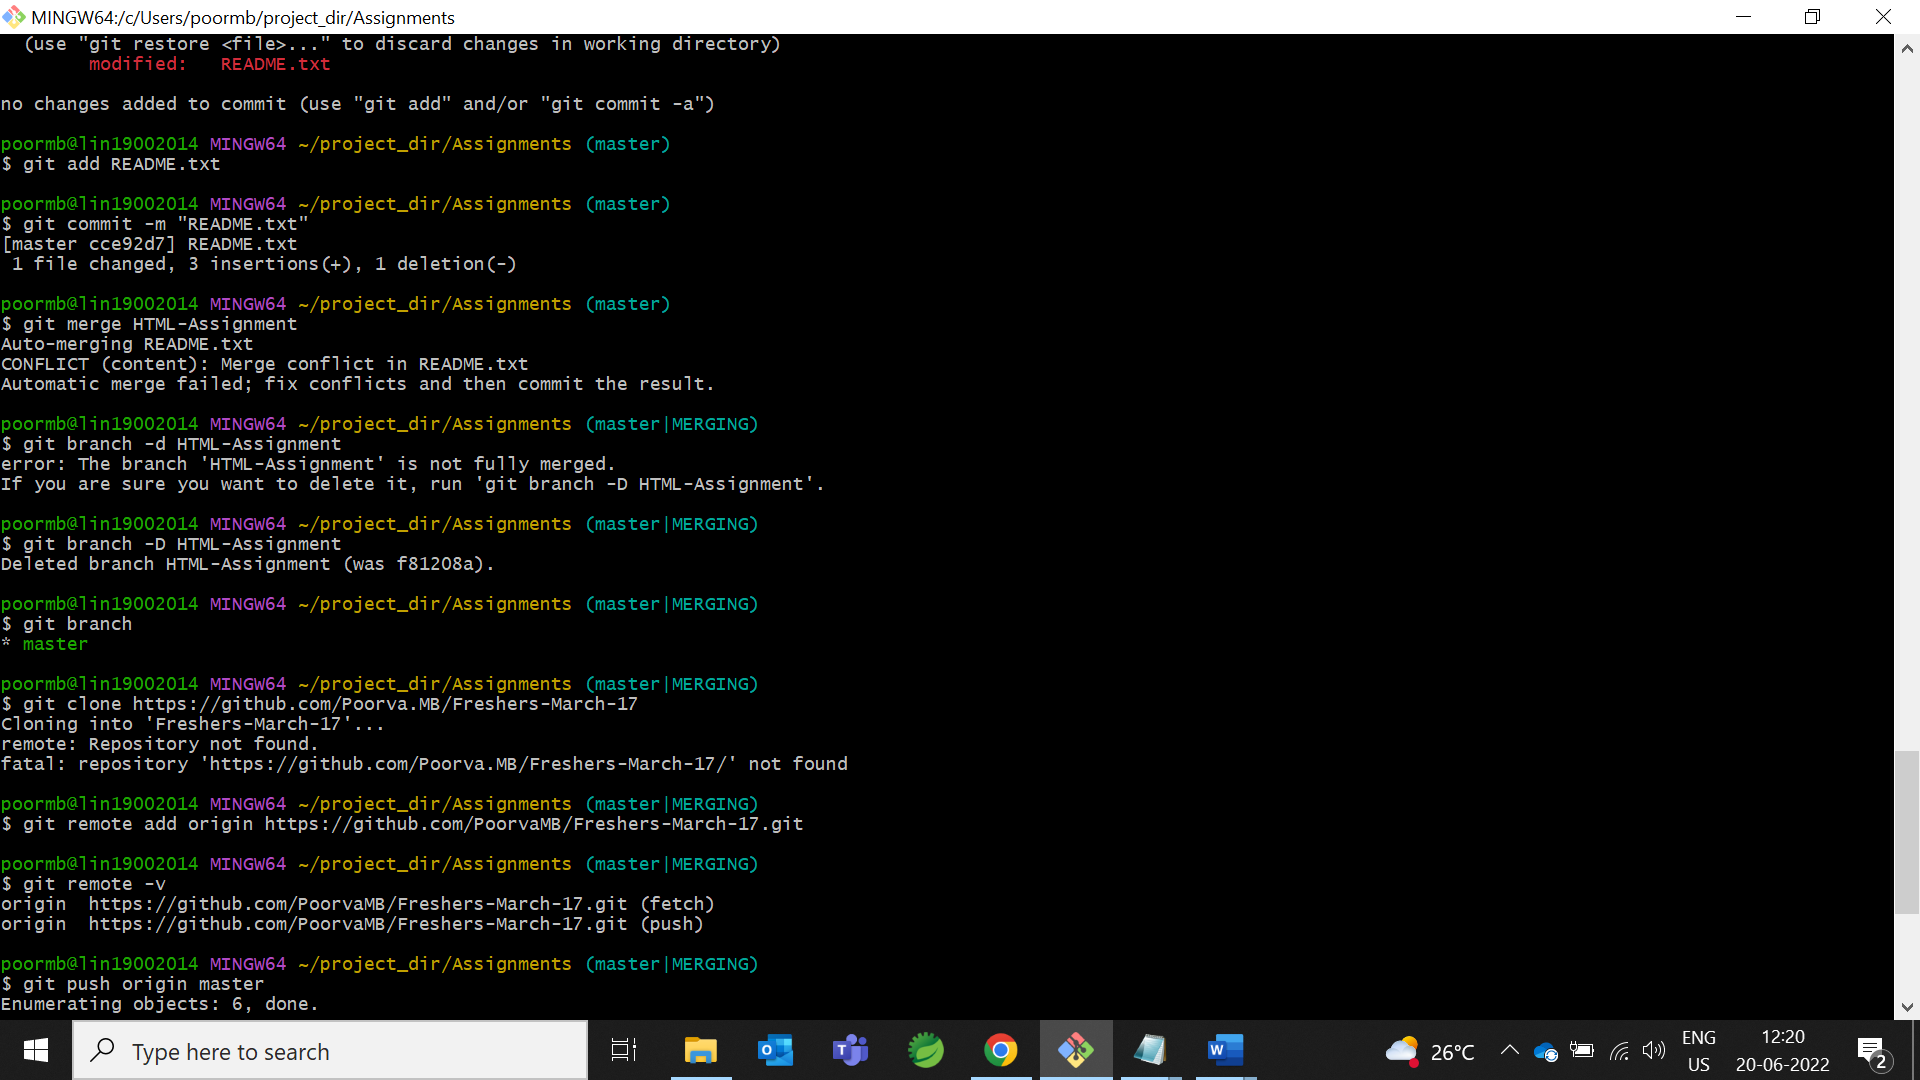 MINGW64:/c/Users/poormb/project_dir/Assignments
(use "git restore <file>..." to discard changes in working directory)
modified:   README.txt
no changes added to commit (use "git add" and/or "git commit -a")
poormb@lin19002014 MINGW64 ~/project_dir/Assignments (master)
$ git add README.txt
poormb@lin19002014 MINGW64 ~/project_dir/Assignments (master)
$ git commit -m "README.txt"
[master cce92d7] README.txt
1 file changed, 3 insertions(+), 1 deletion(-)
poormb@lin19002014 MINGW64 ~/project_dir/Assignments (master)
$ git merge HTML-Assignment
Auto-merging README.txt
CONFLICT (content): Merge conflict in README.txt
Automatic merge failed; fix conflicts and then commit the result.
poormb@lin19002014 MINGW64 ~/project_dir/Assignments (master|MERGING)
$ git branch -d HTML-Assignment
error: The branch 'HTML-Assignment' is not fully merged.
If you are sure you want to delete it, run 'git branch -D HTML-Assignment'.
poormb@lin19002014 MINGW64 ~/project_dir/Assignments (master|MERGING)
$ git branch -D HTML-Assignment
Deleted branch HTML-Assignment (was f81208a).
poormb@lin19002014 MINGW64 ~/project_dir/Assignments (master|MERGING)
$ git branch
* master
poormb@lin19002014 MINGW64 ~/project_dir/Assignments (master|MERGING)
$ git clone https://github.com/Poorva.MB/Freshers-March-17
Cloning into 'Freshers-March-17'...
remote: Repository not found.
fatal: repository 'https://github.com/Poorva.MB/Freshers-March-17/' not found
poormb@lin19002014 MINGW64 ~/project_dir/Assignments (master|MERGING)
$ git remote add origin https://github.com/PoorvaMB/Freshers-March-17.git
poormb@lin19002014 MINGW64 ~/project_dir/Assignments (master|MERGING)
$ git remote -v
origin  https://github.com/PoorvaMB/Freshers-March-17.git (fetch)
origin  https://github.com/PoorvaMB/Freshers-March-17.git (push)
poormb@lin19002014 MINGW64 ~/project_dir/Assignments (master|MERGING)
$ git push origin master
Enumerating objects: 6, done.
Type here to search
26°C
ENG
US
12:20
20-06-2022
2